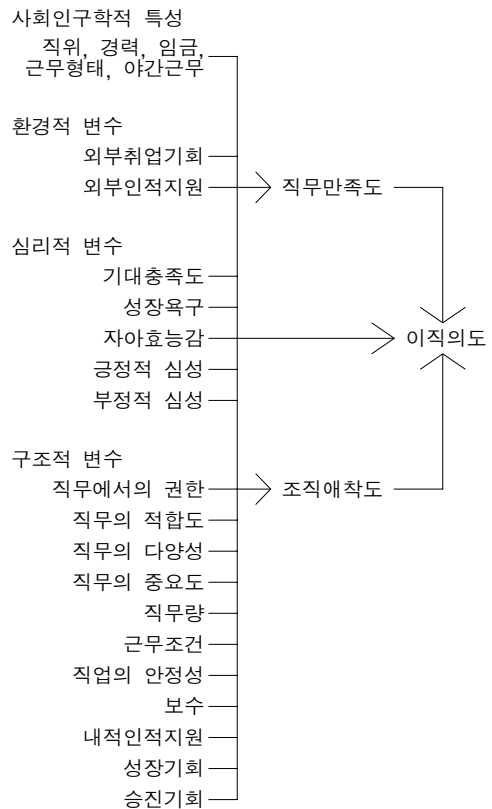 사회인구학적 특성
직위, 경력, 임금,
근무형태, 야간근무
환경적 변수
외부취업기회
외부인적지원
직무만족도
심리적 변수
기대충족도
성장욕구
자아효능감
이직의도
긍정적 심성
부정적 심성
구조적 변수
직무에서의 권한
조직애착도
직무의 적합도
직무의 다양성
직무의 중요도
직무량
근무조건
직업의 안정성
보수
내적인적지원
성장기회
승진기회